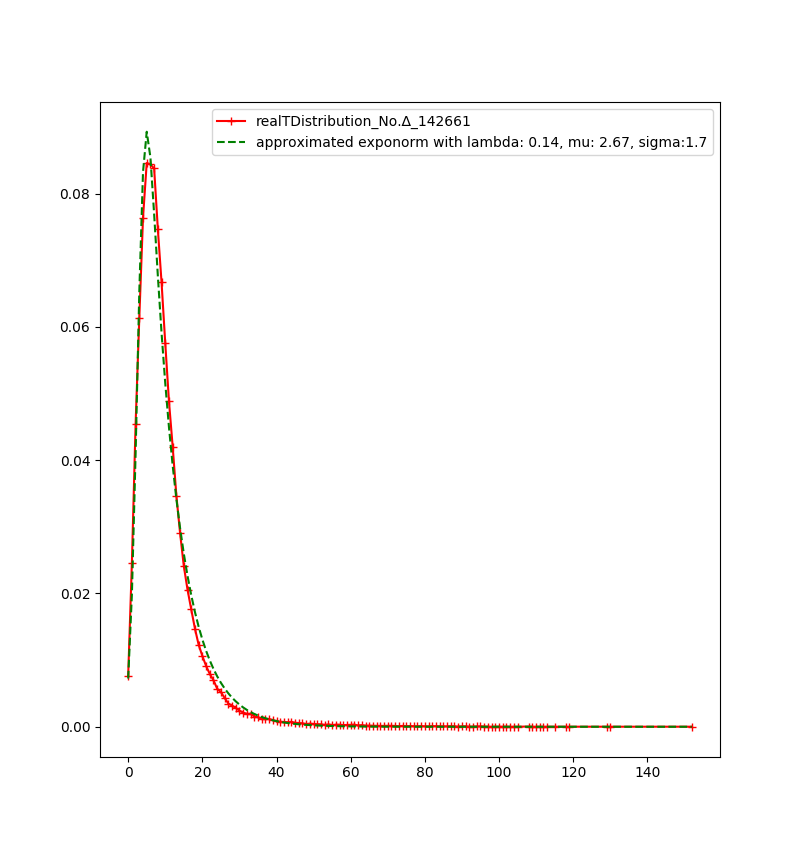 realTDistribution_No.Δ_142661
approximated exponorm with lambda: 0.14, mu: 2.67, sigma:1.7
0.08
0.06
0.04
0.02
0.00
0 20 40 60 80 100 120 140